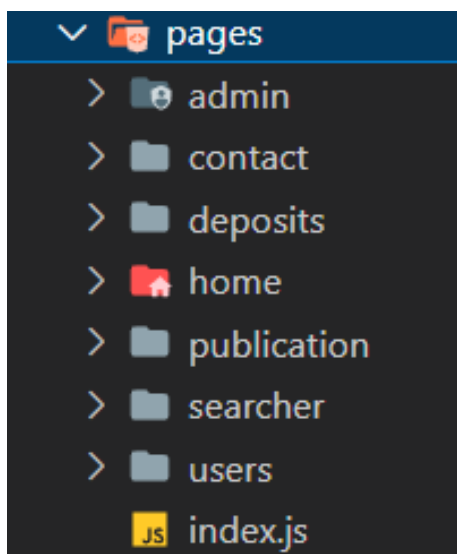 pages
admin
contact
deposits
home
publication
searcher
users
JS index.js